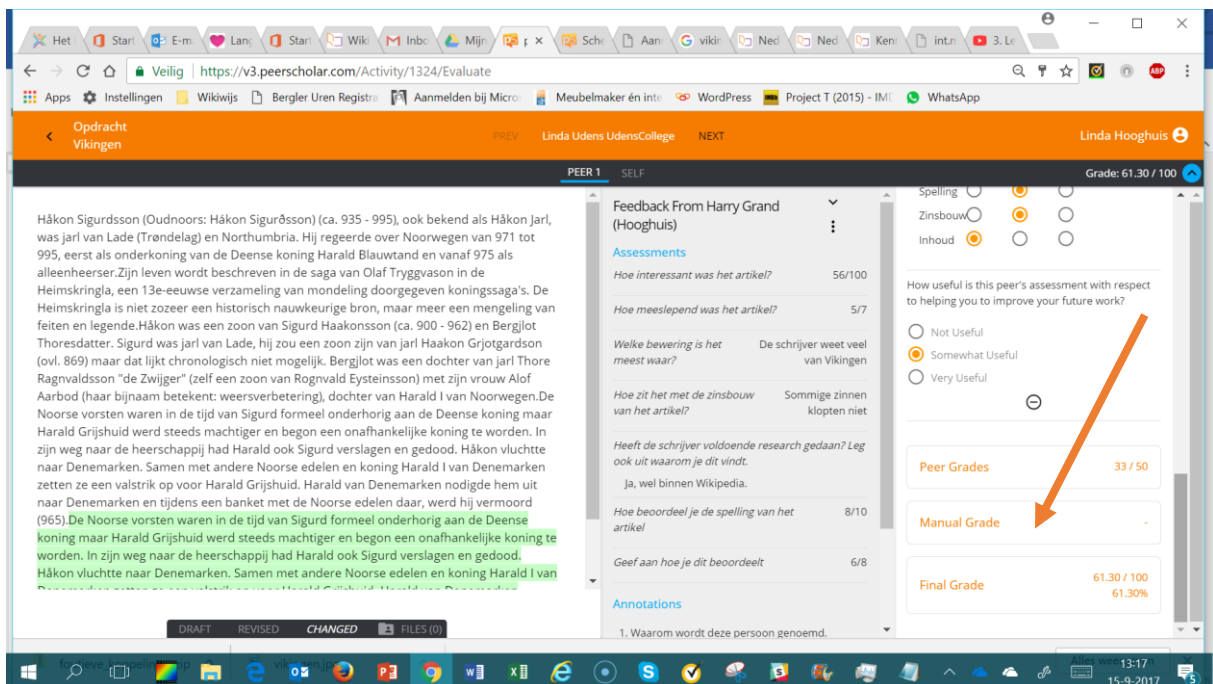 Het
Start
E-m
Lang
Start
Wiki
Inbo
Mijn
Sche
Aan
vikin
Ned
Ned
Kenn
int.n
3. Le
Veilig | https://v3.peerscholar.com/Activity/1324/Evaluate
Apps Instellingen Wikiwijs Bergler Uren Registra Aanmelden bij Micro Meubelmaker én inte WordPress Project T (2015) - IM WhatsApp
Opdracht
Vikingen
PREV Linda Udens UdensCollege NEXT
Linda Hooghuis
PEER 1 SELF
Grade: 61.30 / 100
Håkon Sigurdsson (Oudnoors: Hákon Sigurðsson) (ca. 935 - 995), ook bekend als Håkon Jarl,
was jarl van Lade (Trøndelag) en Northumbria. Hij regeerde over Noorwegen van 971 tot
995, eerst als onderkoning van de Deense koning Harald Blauwtand en vanaf 975 als
alleenheerser.Zijn leven wordt beschreven in de saga van Olaf Tryggvason in de
Heimskringla, een 13e-eeuwse verzameling van mondeling doorgegeven koningssaga's. De
Heimskringla is niet zozeer een historisch nauwkeurige bron, maar meer een mengeling van
feiten en legende.Håkon was een zoon van Sigurd Haakonsson (ca. 900 - 962) en Bergjlot
Thoresdatter. Sigurd was jarl van Lade, hij zou een zoon zijn van jarl Haakon Grjotgardson
(ovl. 869) maar dat lijkt chronologisch niet mogelijk. Bergjlot was een dochter van jarl Thore
Ragnvaldsson "de Zwijger" (zelf een zoon van Rognvald Eysteinsson) met zijn vrouw Alof
Aarbod (haar bijnaam betekent: weersverbetering), dochter van Harald I van Noorwegen.De
Noorse vorsten waren in de tijd van Sigurd formeel onderhorig aan de Deense koning maar
Harald Grijshuid werd steeds machtiger en begon een onafhankelijke koning te worden. In
zijn weg naar de heerschappij had Harald ook Sigurd verslagen en gedood. Håkon vluchtte
naar Denemarken. Samen met andere Noorse edelen en koning Harald I van Denemarken
zetten ze een valstrik op voor Harald Grijshuid. Harald van Denemarken nodigde hem uit
naar Denemarken en tijdens een banket met de Noorse edelen daar, werd hij vermoord
(965).De Noorse vorsten waren in de tijd van Sigurd formeel onderhorig aan de Deense
koning maar Harald Grijshuid werd steeds machtiger en begon een onafhankelijke koning te
worden. In zijn weg naar de heerschappij had Harald ook Sigurd verslagen en gedood.
Håkon vluchtte naar Denemarken. Samen met andere Noorse edelen en koning Harald I van
DRAFT REVISED CHANGED FILES (0)
Feedback From Harry Grand
(Hooghuis)
Assessments
Hoe interessant was het artikel? 56/100
Hoe meeslepend was het artikel? 5/7
Welke bewering is het De schrijver weet veel
meest waar? van Vikingen
Hoe zit het met de zinsbouw Sommige zinnen
van het artikel? klopten niet
Heeft de schrijver voldoende research gedaan? Leg
ook uit waarom je dit vindt.
Ja, wel binnen Wikipedia.
Hoe beoordeel je de spelling van het 8/10
artikel
Geef aan hoe je dit beoordeelt 6/8
Annotations
1. Waarom wordt deze persoon genoemd.
Spelling
Zinsbouw
Inhoud
How useful is this peer's assessment with respect
to helping you to improve your future work?
Not Useful
Somewhat Useful
Very Useful
Peer Grades 33 / 50
Manual Grade -
Final Grade 61.30 / 100
61.30%
13:17
15-9-2017